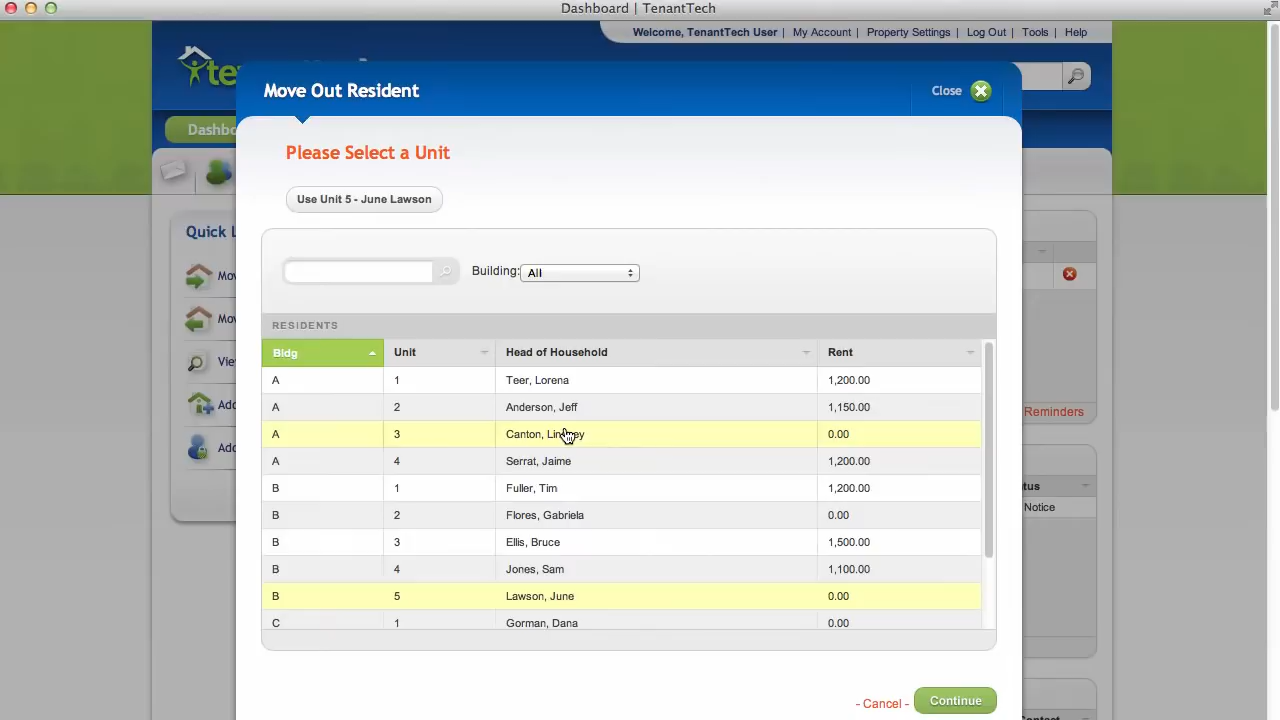 Dashboard | TenantTech
Welcome, TenantTech User | My Account | Property Settings | Log Out | Tools | Help
Move Out Resident
Close
Please Select a Unit
Use Unit 5 - June Lawson
Building: All
RESIDENTS
Bldg Unit Head of Household Rent
A 1 Teer, Lorena 1,200.00
A 2 Anderson, Jeff 1,150.00
A 3 Canton, 0.00
A 4 Serrat, Jaime 1,200.00
B 1 Fuller, Tim 1,200.00
B 2 Flores, Gabriela 0.00
B 3 Ellis, Bruce 1,500.00
B 4 Jones, Sam 1,100.00
B 5 Lawson, June 0.00
C 1 Gorman, Dana 0.00
- Cancel -
Continue
Quick
Reminders
Notice